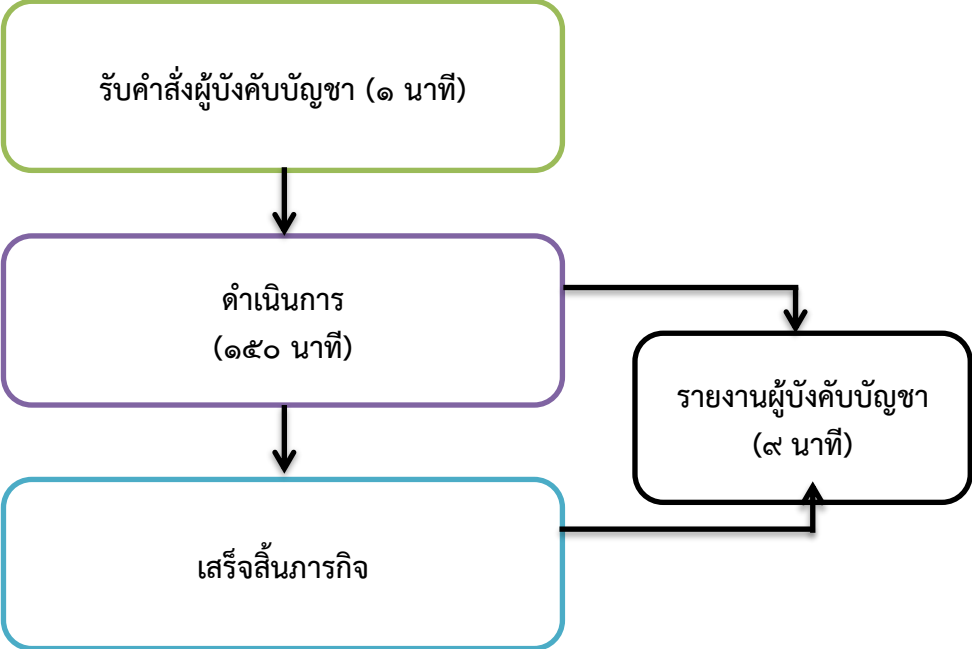 รับคำสั่งผู้บังคับบัญชา (๑ นาที)
ดำเนินการ
(๑๕๐ นาที)
รายงานผู้บังคับบัญชา
(๙ นาที)
เสร็จสิ้นภารกิจ